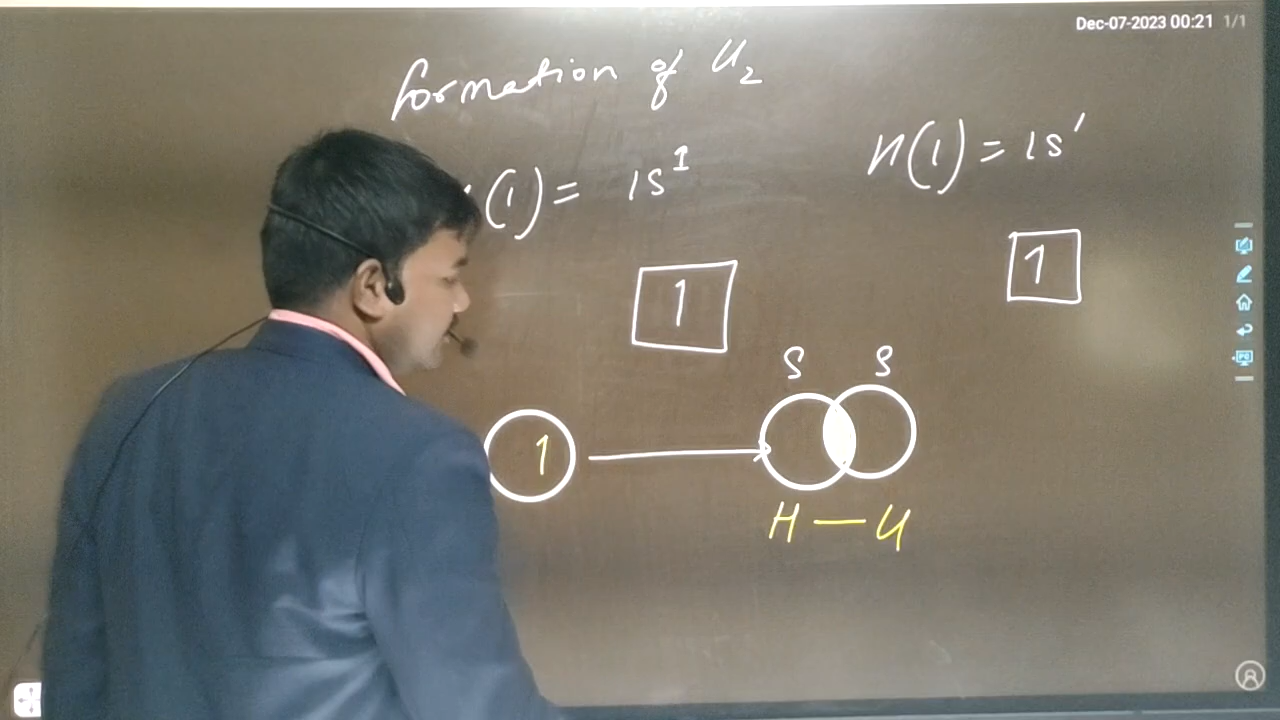 Dec-07-2023 00:21 1/1
formation of H₂
(1) = 1s¹
H(1) = 1s¹
1
1
S S
1
H — H